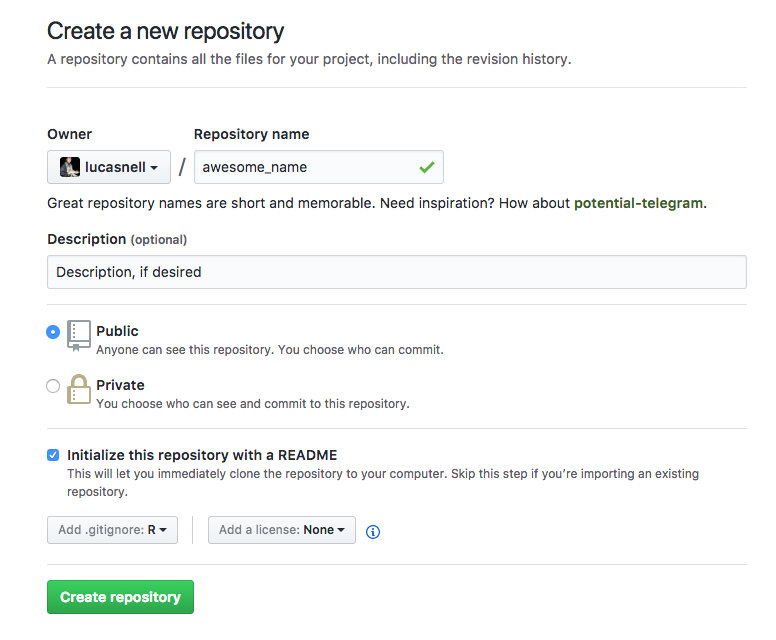 Create a new repository
A repository contains all the files for your project, including the revision history.
Owner
Repository name
lucasnell / awesome_name
Great repository names are short and memorable. Need inspiration? How about potential-telegram.
Description (optional)
Description, if desired
Public
Anyone can see this repository. You choose who can commit.
Private
You choose who can see and commit to this repository.
Initialize this repository with a README
This will let you immediately clone the repository to your computer. Skip this step if you’re importing an existing
repository.
Add .gitignore: R
Add a license: None
Create repository